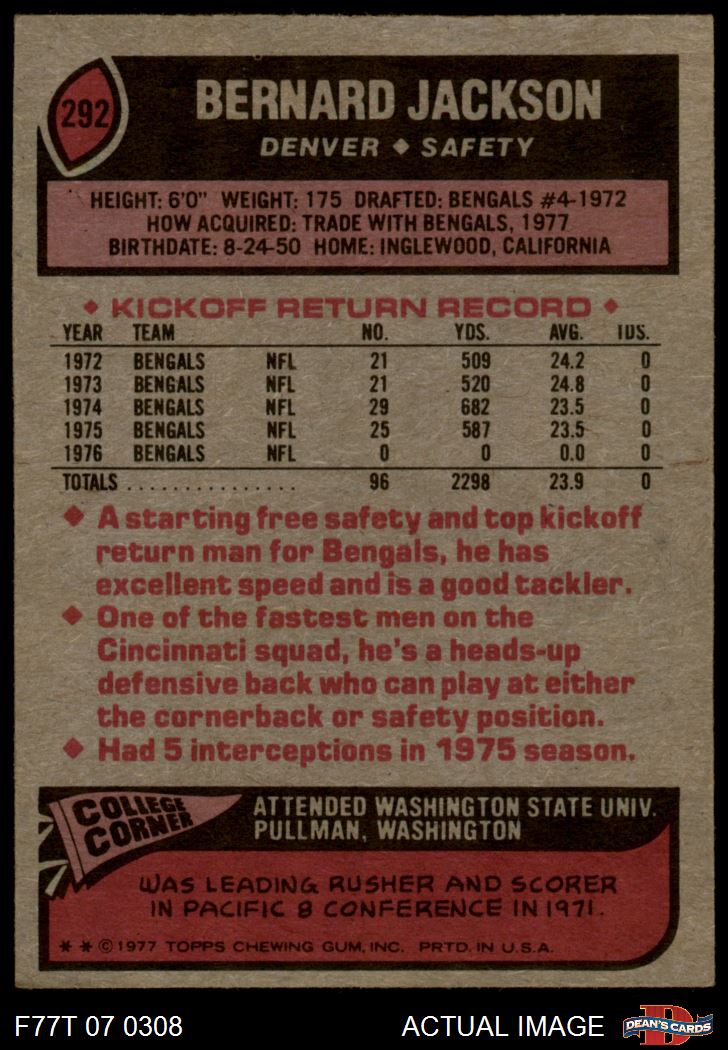 292
BERNARD JACKSON
DENVER ♦ SAFETY
HEIGHT: 6'0" WEIGHT: 175 DRAFTED: BENGALS #4-1972
HOW ACQUIRED: TRADE WITH BENGALS, 1977
BIRTHDATE: 8-24-50 HOME: INGLEWOOD, CALIFORNIA
♦ KICKOFF RETURN RECORD ♦
YEAR TEAM NO. YDS. AVG. TDS.
1972 BENGALS NFL 21 509 24.2 0
1973 BENGALS NFL 21 520 24.8 0
1974 BENGALS NFL 29 682 23.5 0
1975 BENGALS NFL 25 587 23.5 0
1976 BENGALS NFL 0 0 0.0 0
TOTALS . . . . . . . . . . . . . . . 96 2298 23.9 0
♦ A starting free safety and top kickoff
return man for Bengals, he has
excellent speed and is a good tackler.
♦ One of the fastest men on the
Cincinnati squad, he's a heads-up
defensive back who can play at either
the cornerback or safety position.
♦ Had 5 interceptions in 1975 season.
COLLEGE
CORNER
ATTENDED WASHINGTON STATE UNIV.
PULLMAN, WASHINGTON
WAS LEADING RUSHER AND SCORER
IN PACIFIC 8 CONFERENCE IN 1971.
* * © 1977 TOPPS CHEWING GUM, INC. PRTD. IN U.S.A.
F77T 07 0308
ACTUAL IMAGE
D
DEAN'S CARDS